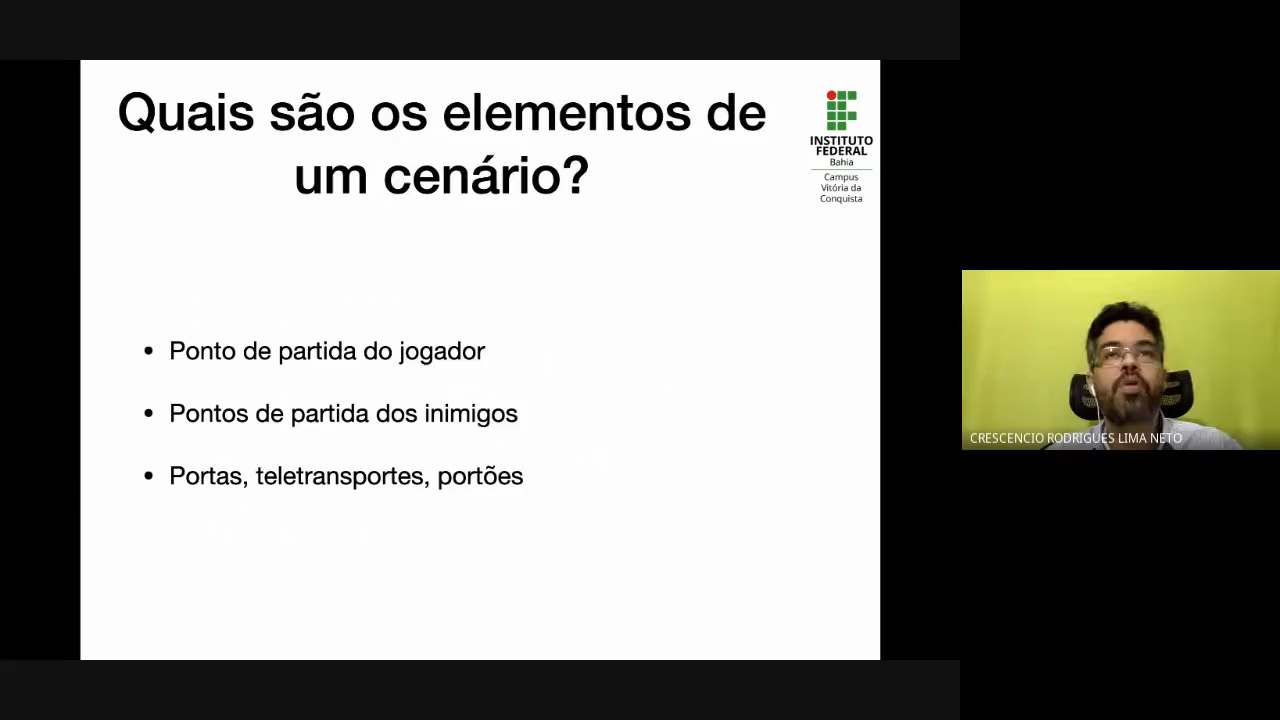 Quais são os elementos de
um cenário?
INSTITUTO
FEDERAL
Bahia
Campus
Vitória da
Conquista
• Ponto de partida do jogador
• Pontos de partida dos inimigos
• Portas, teletransportes, portões
CRESCENCIO RODRIGUES LIMA NETO